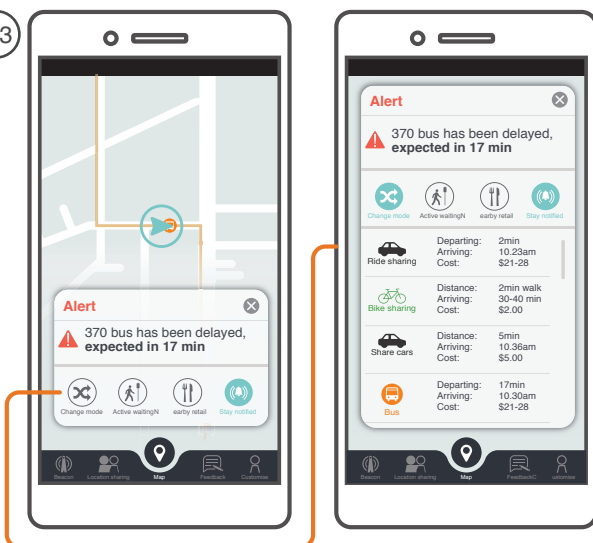 3
Alert
370 bus has been delayed,
expected in 17 min
Change mode Active waitingN earby retail Stay notified
Beacon Location sharing Map Feedback Customise
Alert
370 bus has been delayed,
expected in 17 min
Change mode Active waitingN earby retail Stay notified
Ride sharing
Departing: 2min
Arriving: 10.23am
Cost: $21-28
Bike sharing
Distance: 2min walk
Arriving: 30-40 min
Cost: $2.00
Share cars
Distance: 5min
Arriving: 10.36am
Cost: $5.00
Bus
Departing: 17min
Arriving: 10.30am
Cost: $21-28
Beacon Location sharing Map FeedbackC ustomise